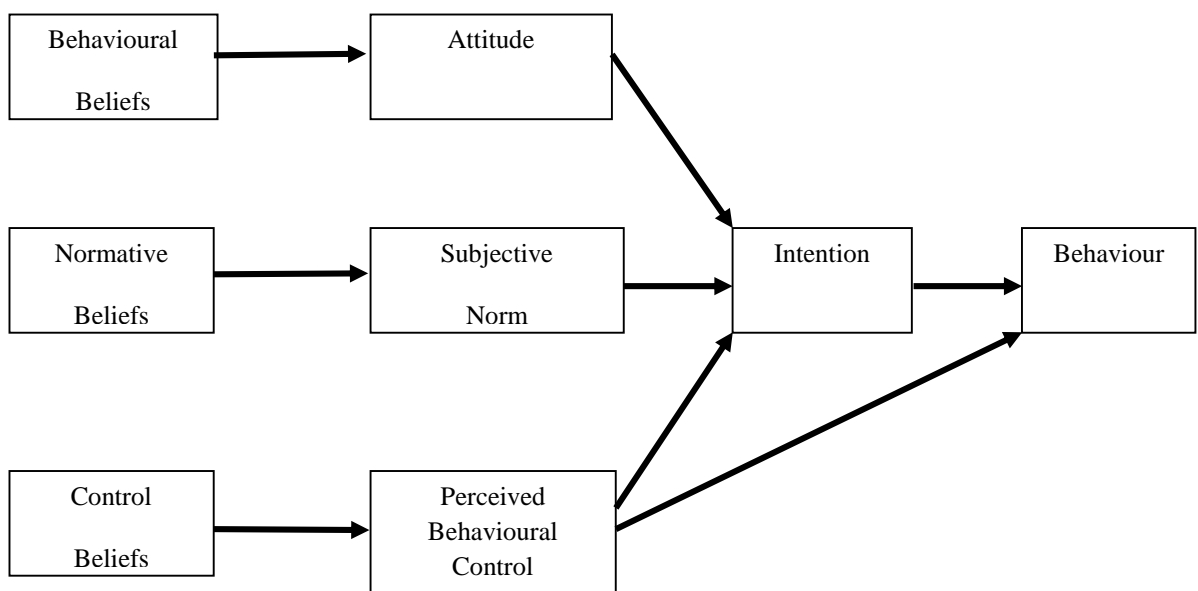 Behavioural
Beliefs
Attitude
Normative
Beliefs
Subjective
Norm
Intention
Behaviour
Control
Beliefs
Perceived
Behavioural
Control